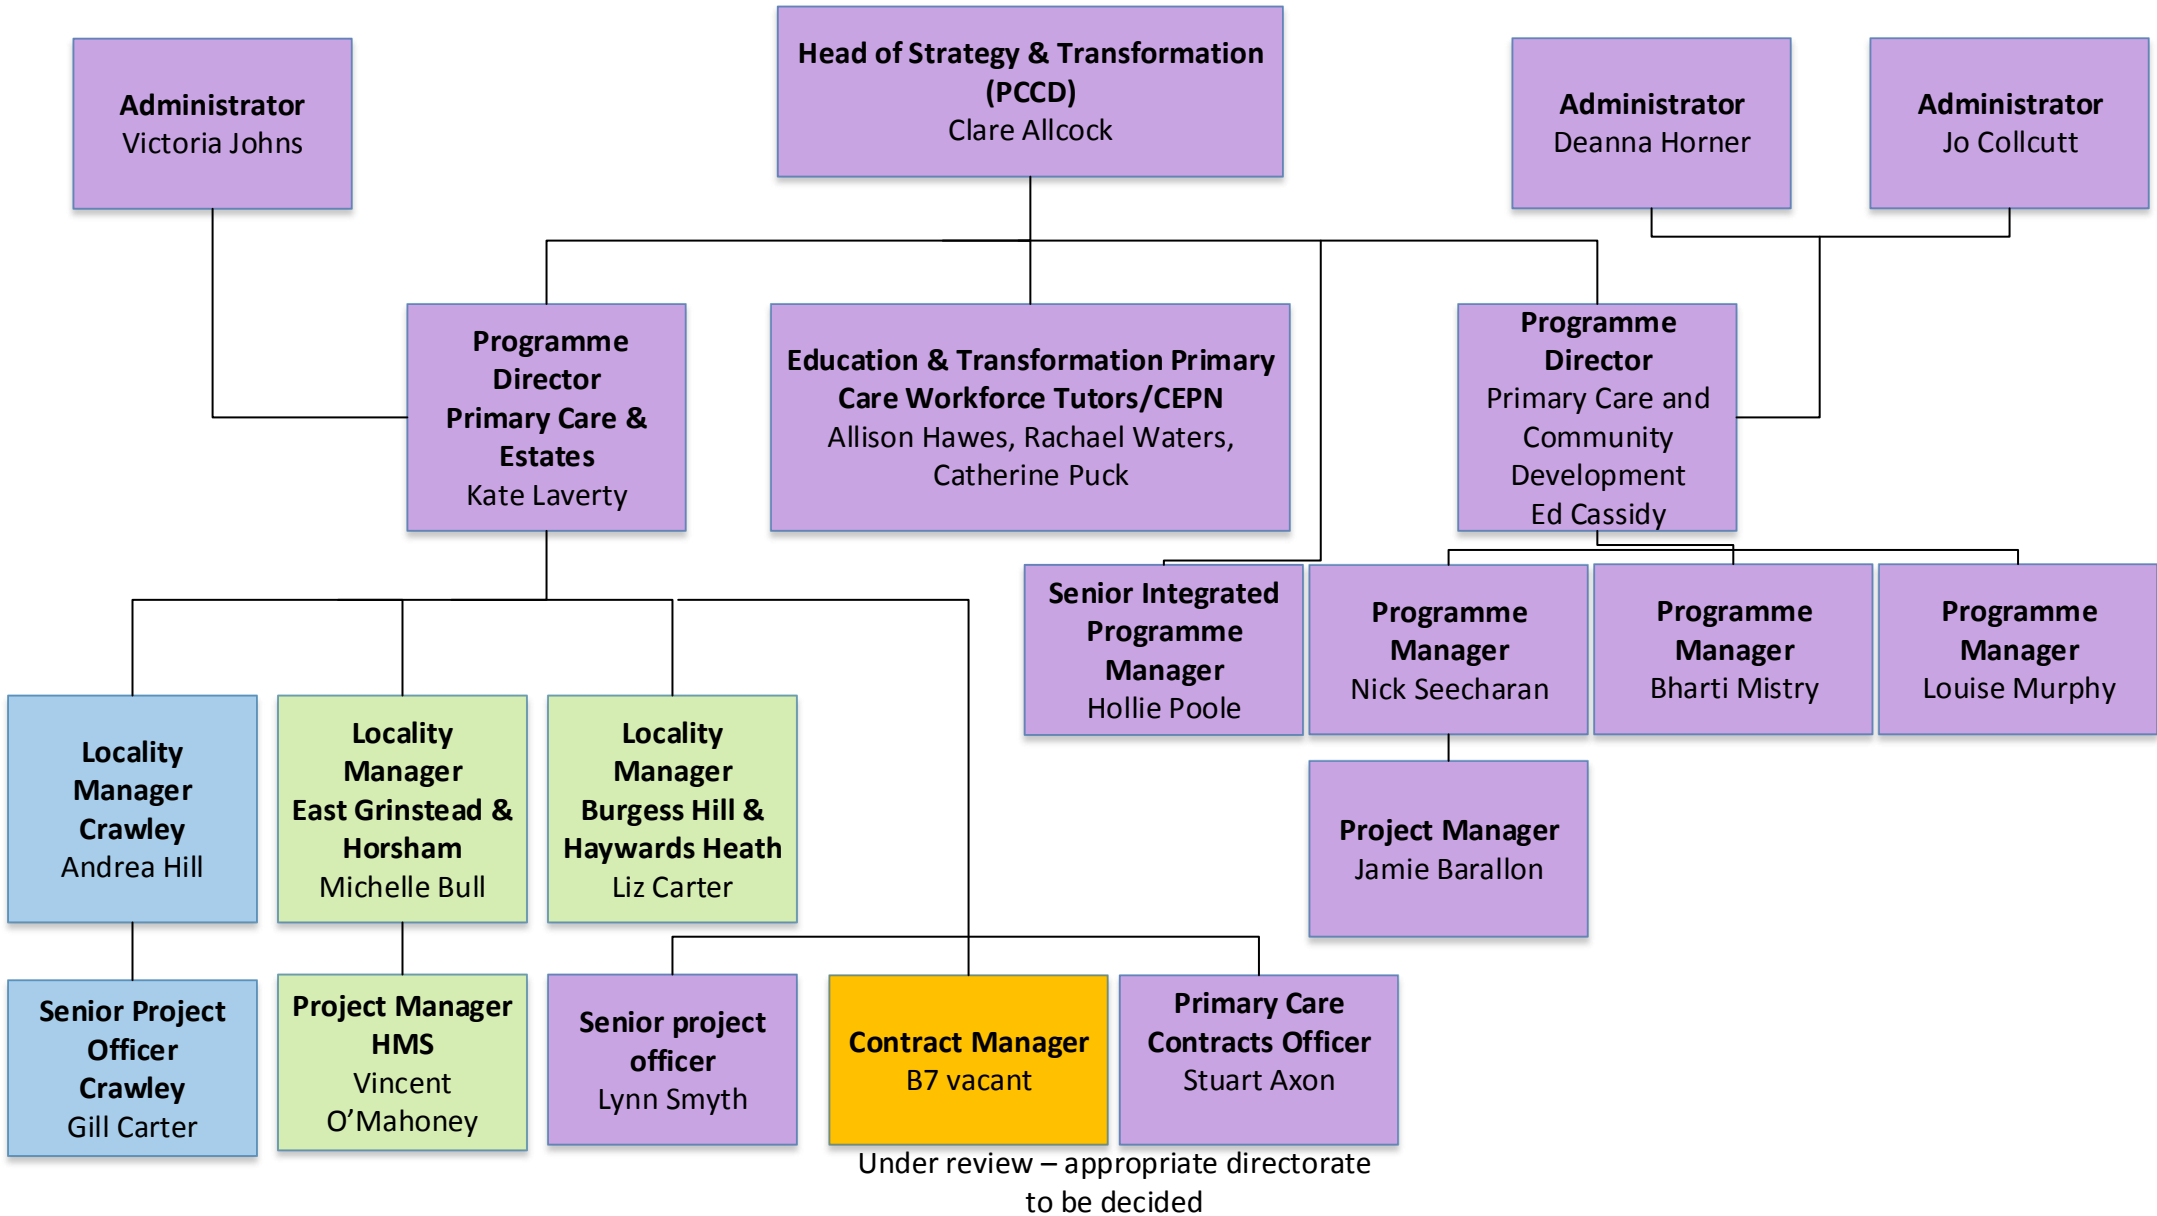 Head of Strategy & Transformation
(PCCD)
Clare Allcock
Administrator
Victoria Johns
Administrator
Deanna Horner
Administrator
Jo Collcutt
Programme
Director
Primary Care &
Estates
Kate Laverty
Education & Transformation Primary
Care Workforce Tutors/CEPN
Allison Hawes, Rachael Waters,
Catherine Puck
Programme
Director
Primary Care and
Community
Development
Ed Cassidy
Senior Integrated
Programme
Manager
Hollie Poole
Programme
Manager
Nick Seecharan
Programme
Manager
Bharti Mistry
Programme
Manager
Louise Murphy
Locality
Manager
Crawley
Andrea Hill
Locality
Manager
East Grinstead &
Horsham
Michelle Bull
Locality
Manager
Burgess Hill &
Haywards Heath
Liz Carter
Project Manager
Jamie Barallon
Senior Project
Officer
Crawley
Gill Carter
Project Manager
HMS
Vincent
O’Mahoney
Senior project
officer
Lynn Smyth
Contract Manager
B7 vacant
Primary Care
Contracts Officer
Stuart Axon
Under review – appropriate directorate
to be decided